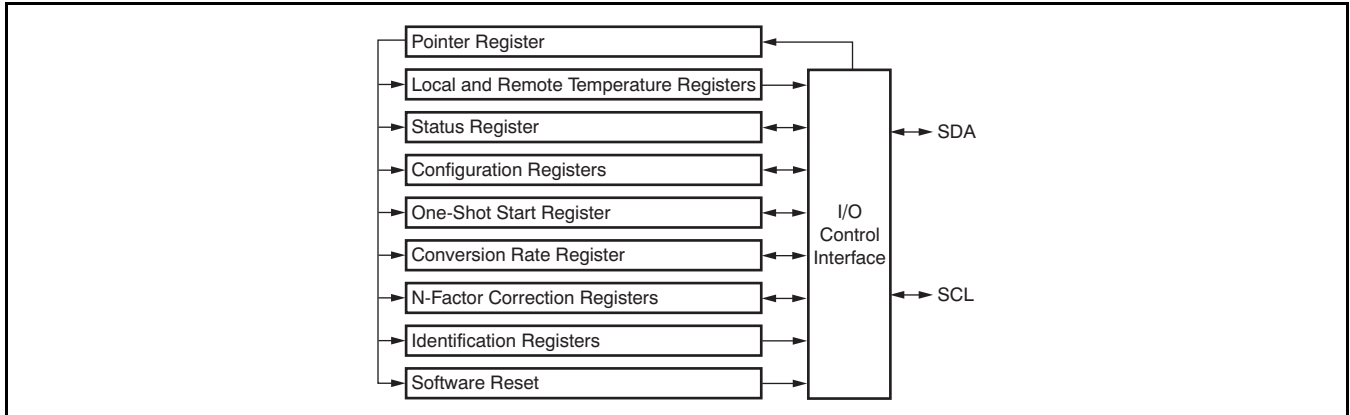 Pointer Register
Local and Remote Temperature Registers
Status Register
SDA
Configuration Registers
One-Shot Start Register
I/O
Control
Interface
Conversion Rate Register
N-Factor Correction Registers
SCL
Identification Registers
Software Reset